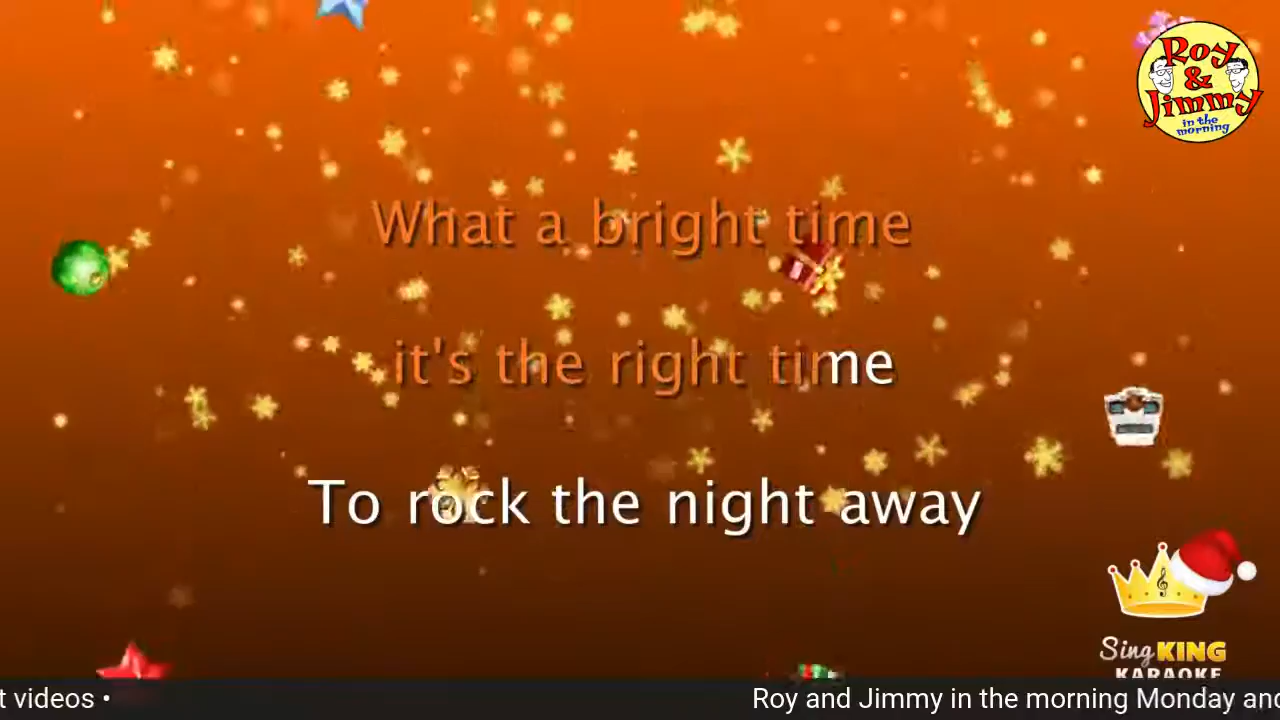 Roy
&
Jimmy
in the
morning
What a bright time
it's the right time
To rock the night away
Sing KING
KARAOKE
t videos •
Roy and Jimmy in the morning Monday and